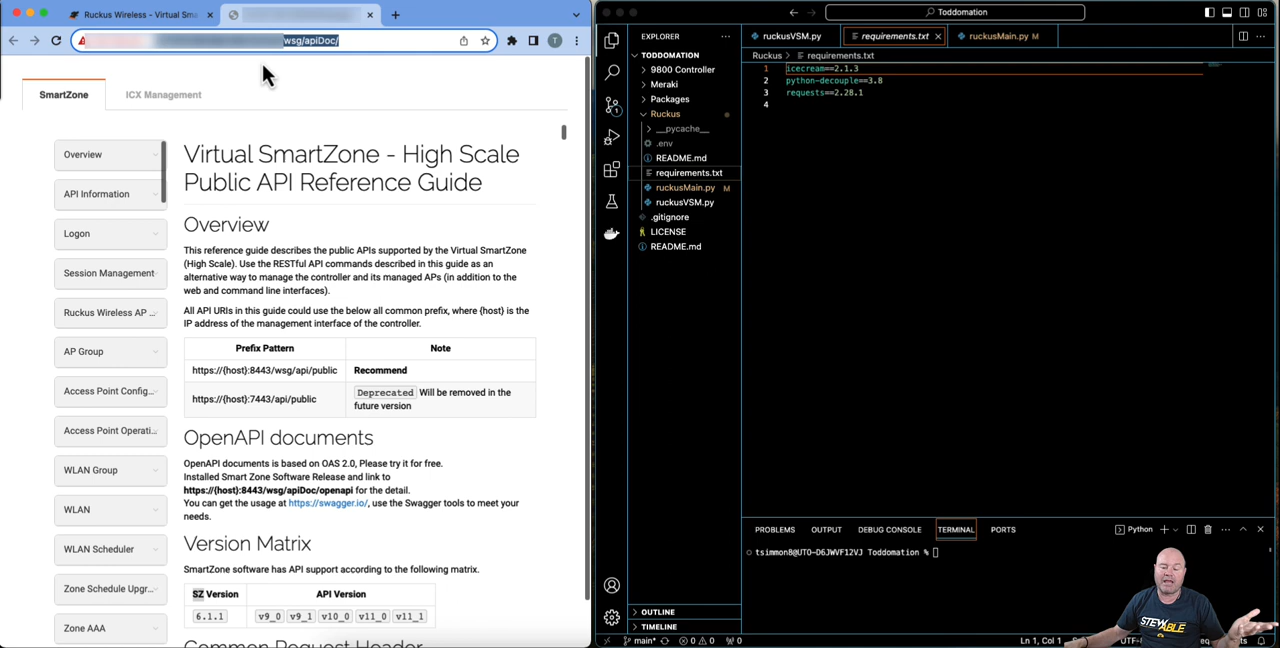 Ruckus Wireless - Virtual Sma
wsg/apiDoc/
T
SmartZone
ICX Management
Overview
API Information
Logon
Session Management
Ruckus Wireless AP ...
AP Group
Access Point Config...
Access Point Operati...
WLAN Group
WLAN
WLAN Scheduler
Zone Schedule Upgr...
Zone AAA
Virtual SmartZone - High Scale
Public API Reference Guide
Overview
This reference guide describes the public APIs supported by the Virtual SmartZone
(High Scale). Use the RESTful API commands described in this guide as an
alternative way to manage the controller and its managed APs (in addition to the
web and command line interfaces).
All API URIs in this guide could use the below all common prefix, where {host} is the
IP address of the management interface of the controller.
Prefix Pattern Note
https://{host}:8443/wsg/api/public Recommend
https://{host}:7443/api/public Deprecated Will be removed in the
future version
OpenAPI documents
OpenAPI documents is based on OAS 2.0, Please try it for free.
Installed Smart Zone Software Release and link to
https://{host}:8443/wsg/apiDoc/openapi for the detail.
You can get the usage at https://swagger.io/, use the Swagger tools to meet your
needs.
Version Matrix
SmartZone software has API support according to the following matrix.
SZ Version API Version
6.1.1 v9_0 v9_1 v10_0 v11_0 v11_1
Common Request Header
Toddomation
EXPLORER
TODDOMATION
9800 Controller
Meraki
Packages
Ruckus
__pycache__
.env
README.md
requirements.txt
ruckusMain.py M
ruckusVSM.py
.gitignore
LICENSE
README.md
OUTLINE
TIMELINE
ruckusVSM.py
requirements.txt
ruckusMain.py M
Ruckus > requirements.txt
1 icecream==2.1.3
2 python-decouple==3.8
3 requests==2.28.1
4
PROBLEMS OUTPUT DEBUG CONSOLE TERMINAL PORTS
Python
tsimmon8@UTO-D6JWVF12VJ Toddomation %
STEWABLE
main* 0 0 0
Ln 1, Col 1